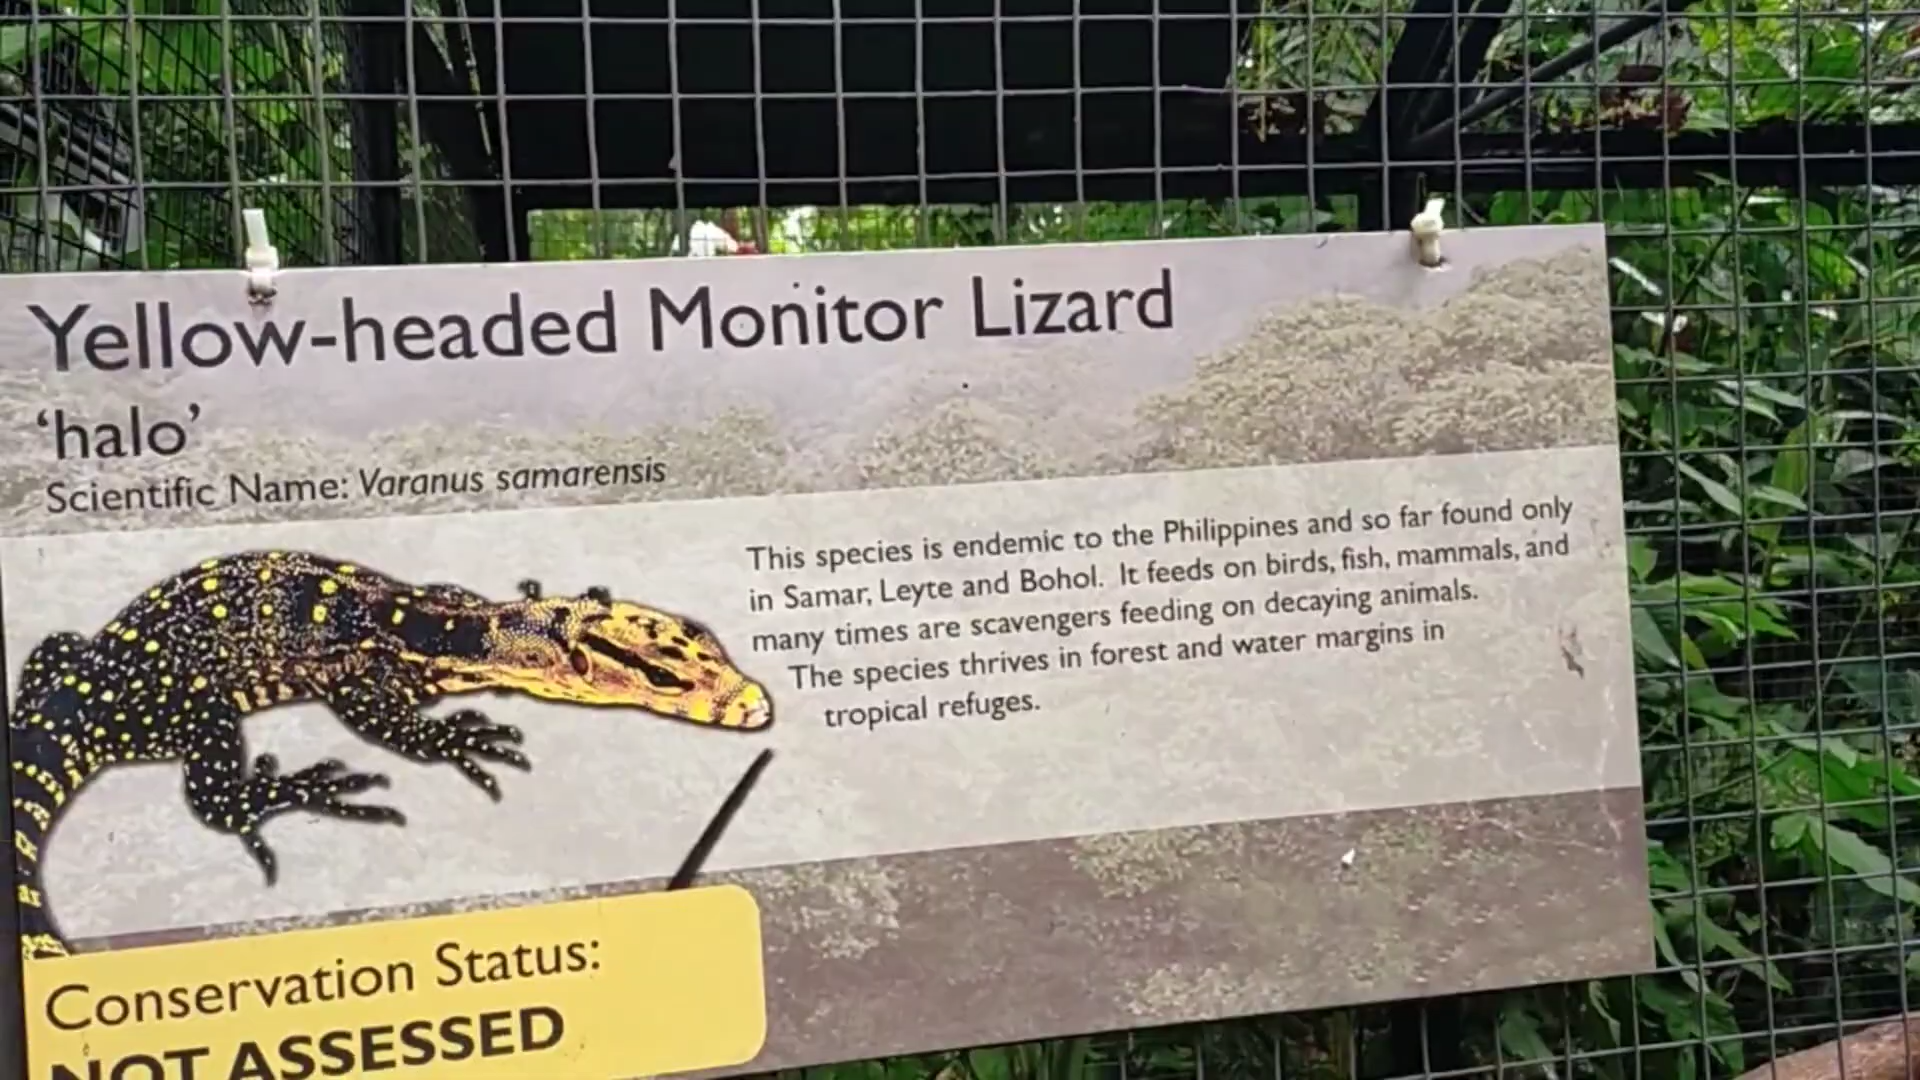 Yellow-headed Monitor Lizard
‘halo’
Scientific Name: Varanus samarensis
This species is endemic to the Philippines and so far found only
in Samar, Leyte and Bohol. It feeds on birds, fish, mammals, and
many times are scavengers feeding on decaying animals.
The species thrives in forest and water margins in
tropical refuges.
Conservation Status:
NOT ASSESSED